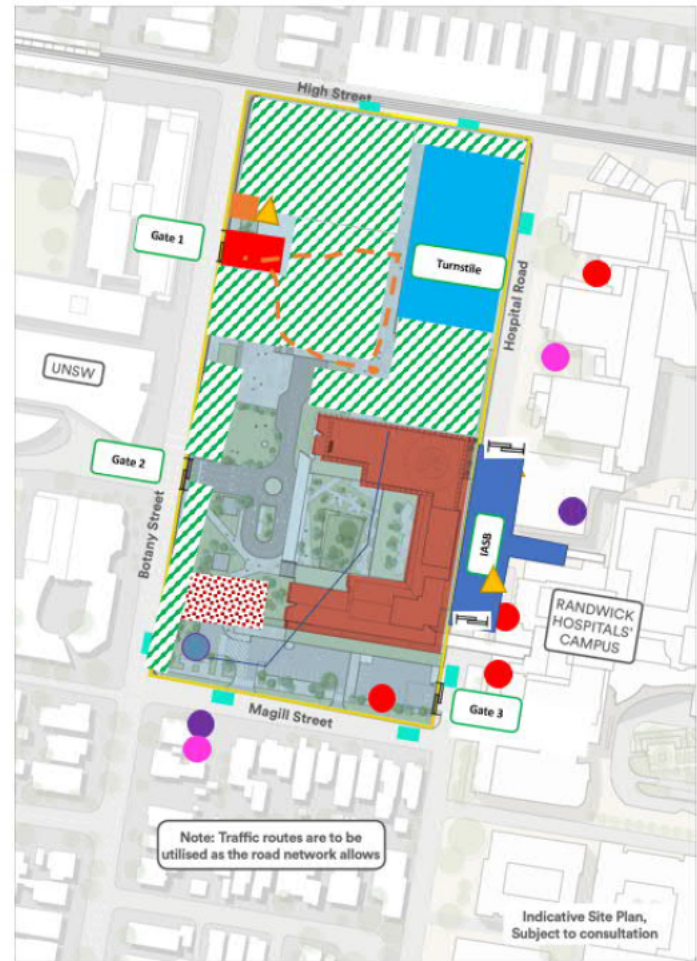 High Street
Gate 1
Turnstile
Hospital Road
UNSW
Gate 2
Botany Street
IASB
RANDWICK
HOSPITALS'
CAMPUS
Gate 3
Magill Street
Note: Traffic routes are to be
utilised as the road network allows
Indicative Site Plan,
Subject to consultation